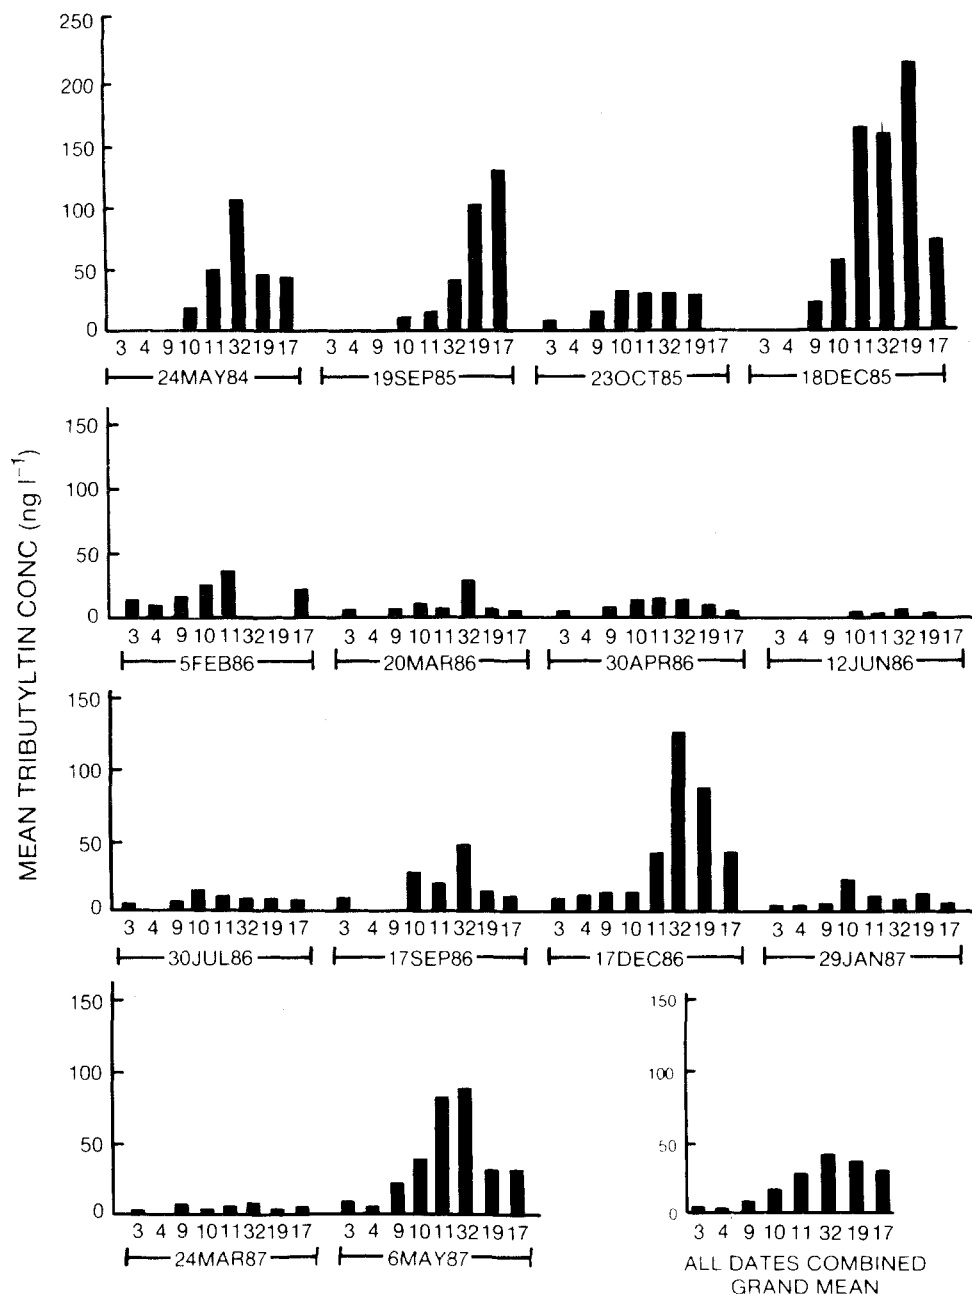 MEAN TRIBUTYLTIN CONC (ng l⁻¹)
250
200
150
100
50
0
3 4 9 10 11 32 19 17 3 4 9 10 11 32 19 17 3 4 9 10 11 32 19 17 3 4 9 10 11 32 19 17
24MAY84 19SEP85 23OCT85 18DEC85
150
100
50
0
3 4 9 10 11 32 19 17 3 4 9 10 11 32 19 17 3 4 9 10 11 32 19 17 3 4 9 10 11 32 19 17
5FEB86 20MAR86 30APR86 12JUN86
150
100
50
0
3 4 9 10 11 32 19 17 3 4 9 10 11 32 19 17 3 4 9 10 11 32 19 17 3 4 9 10 11 32 19 17
30JUL86 17SEP86 17DEC86 29JAN87
150 150
100 100
50 50
0 0
3 4 9 10 11 32 19 17 3 4 9 10 11 32 19 17 3 4 9 10 11 32 19 17
24MAR87 6MAY87
ALL DATES COMBINED
GRAND MEAN